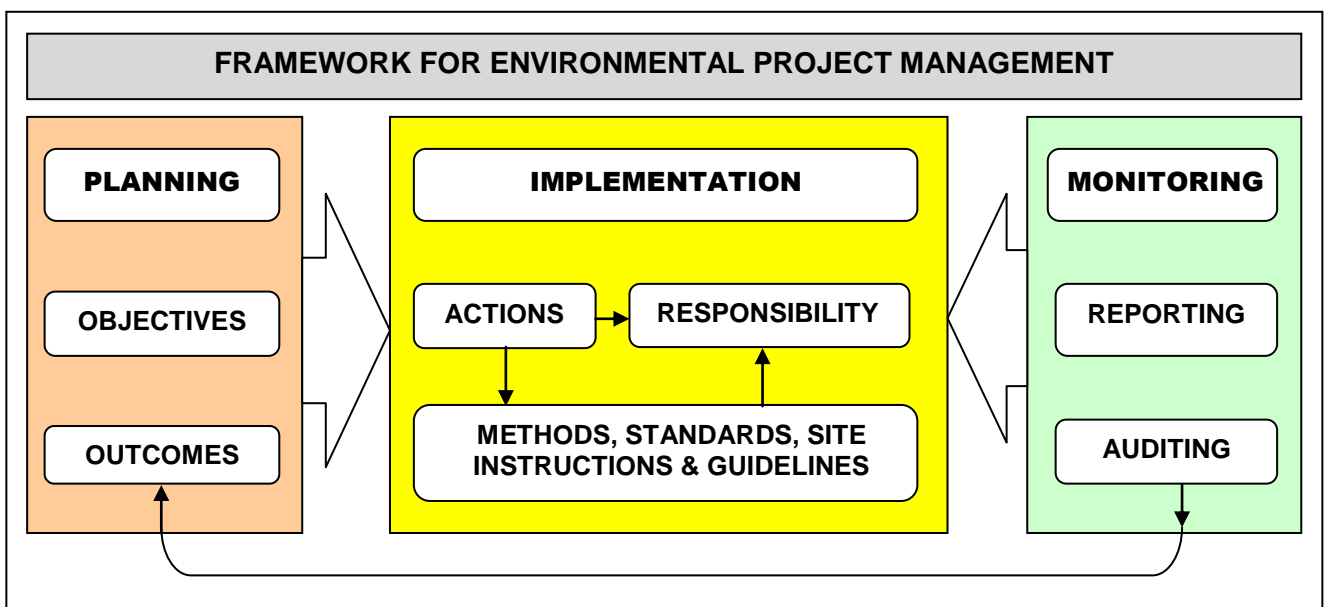 FRAMEWORK FOR ENVIRONMENTAL PROJECT MANAGEMENT
PLANNING
OBJECTIVES
OUTCOMES
IMPLEMENTATION
ACTIONS
RESPONSIBILITY
METHODS, STANDARDS, SITE
INSTRUCTIONS & GUIDELINES
MONITORING
REPORTING
AUDITING